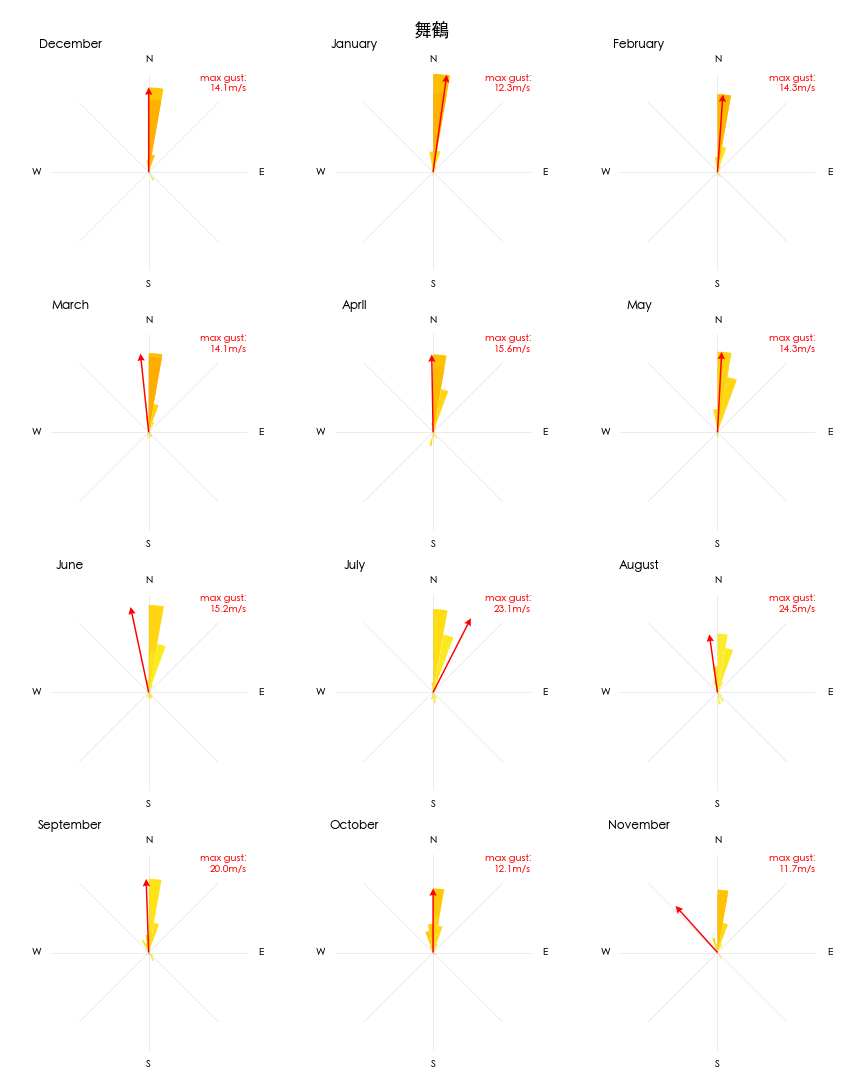 舞鶴
December
N
max gust:
14.1m/s
W
E
S
January
N
max gust:
12.3m/s
W
E
S
February
N
max gust:
14.3m/s
W
E
S
March
N
max gust:
14.1m/s
W
E
S
April
N
max gust:
15.6m/s
W
E
S
May
N
max gust:
14.3m/s
W
E
S
June
N
max gust:
15.2m/s
W
E
S
July
N
max gust:
23.1m/s
W
E
S
August
N
max gust:
24.5m/s
W
E
S
September
N
max gust:
20.0m/s
W
E
S
October
N
max gust:
12.1m/s
W
E
S
November
N
max gust:
11.7m/s
W
E
S